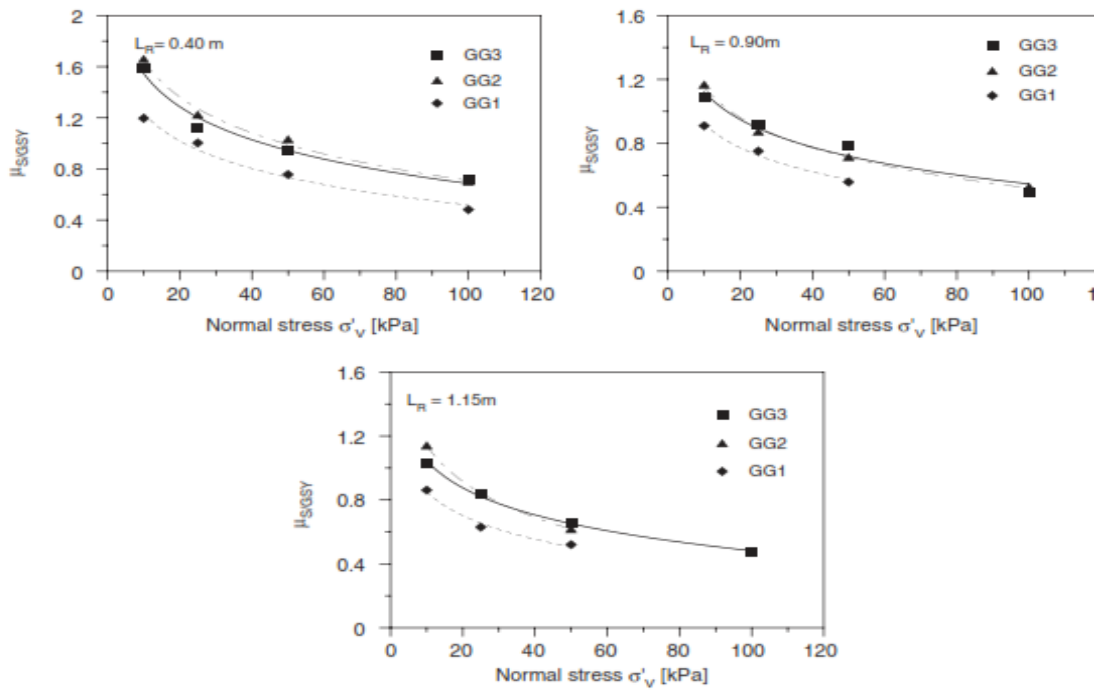 2
1.6
1.2
0.8
0.4
0
L_R = 0.40 m
GG3
GG2
GG1
μ_S/GSY
0 20 40 60 80 100 120
Normal stress σ'_v [kPa]
1.6
1.2
0.8
0.4
0
L_R = 0.90m
GG3
GG2
GG1
μ_S/GSY
0 20 40 60 80 100
Normal stress σ'_v [kPa]
1.6
1.2
0.8
0.4
0
L_R = 1.15m
GG3
GG2
GG1
μ_S/GSY
0 20 40 60 80 100 120
Normal stress σ'_v [kPa]